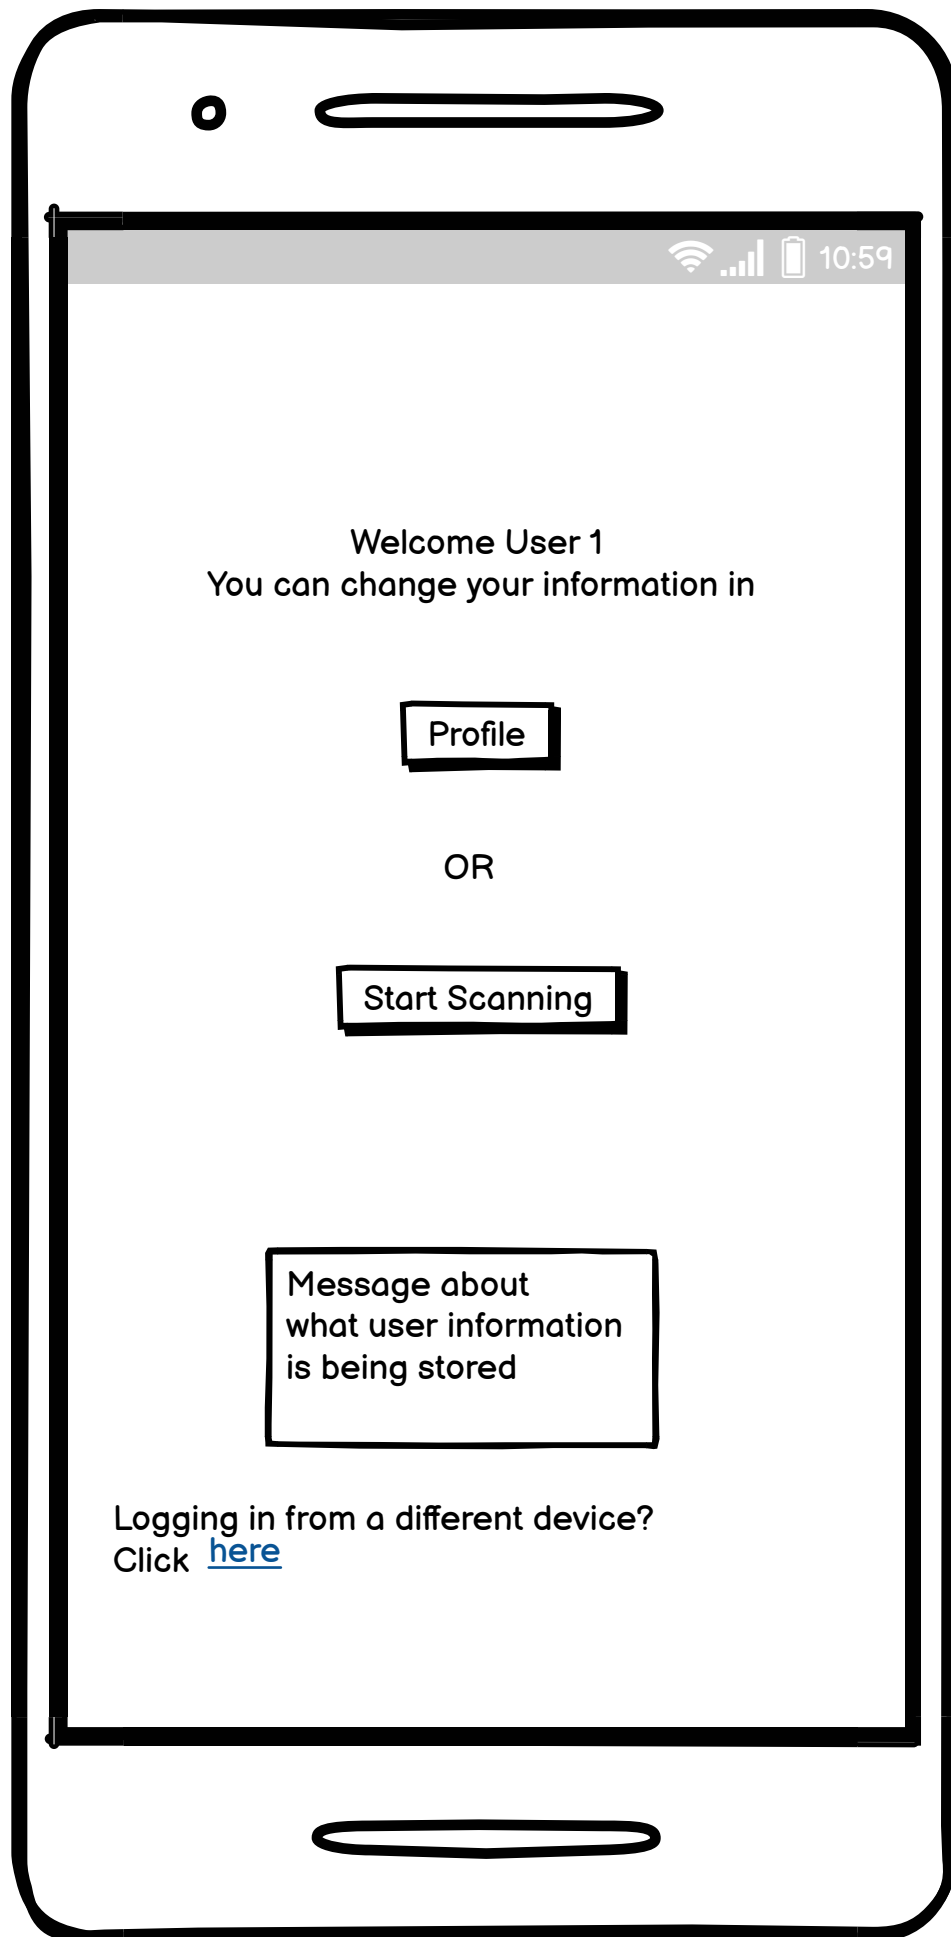 10:59
Welcome User 1
You can change your information in
Profile
OR
Start Scanning
Message about
what user information
is being stored
Logging in from a different device?
Click here